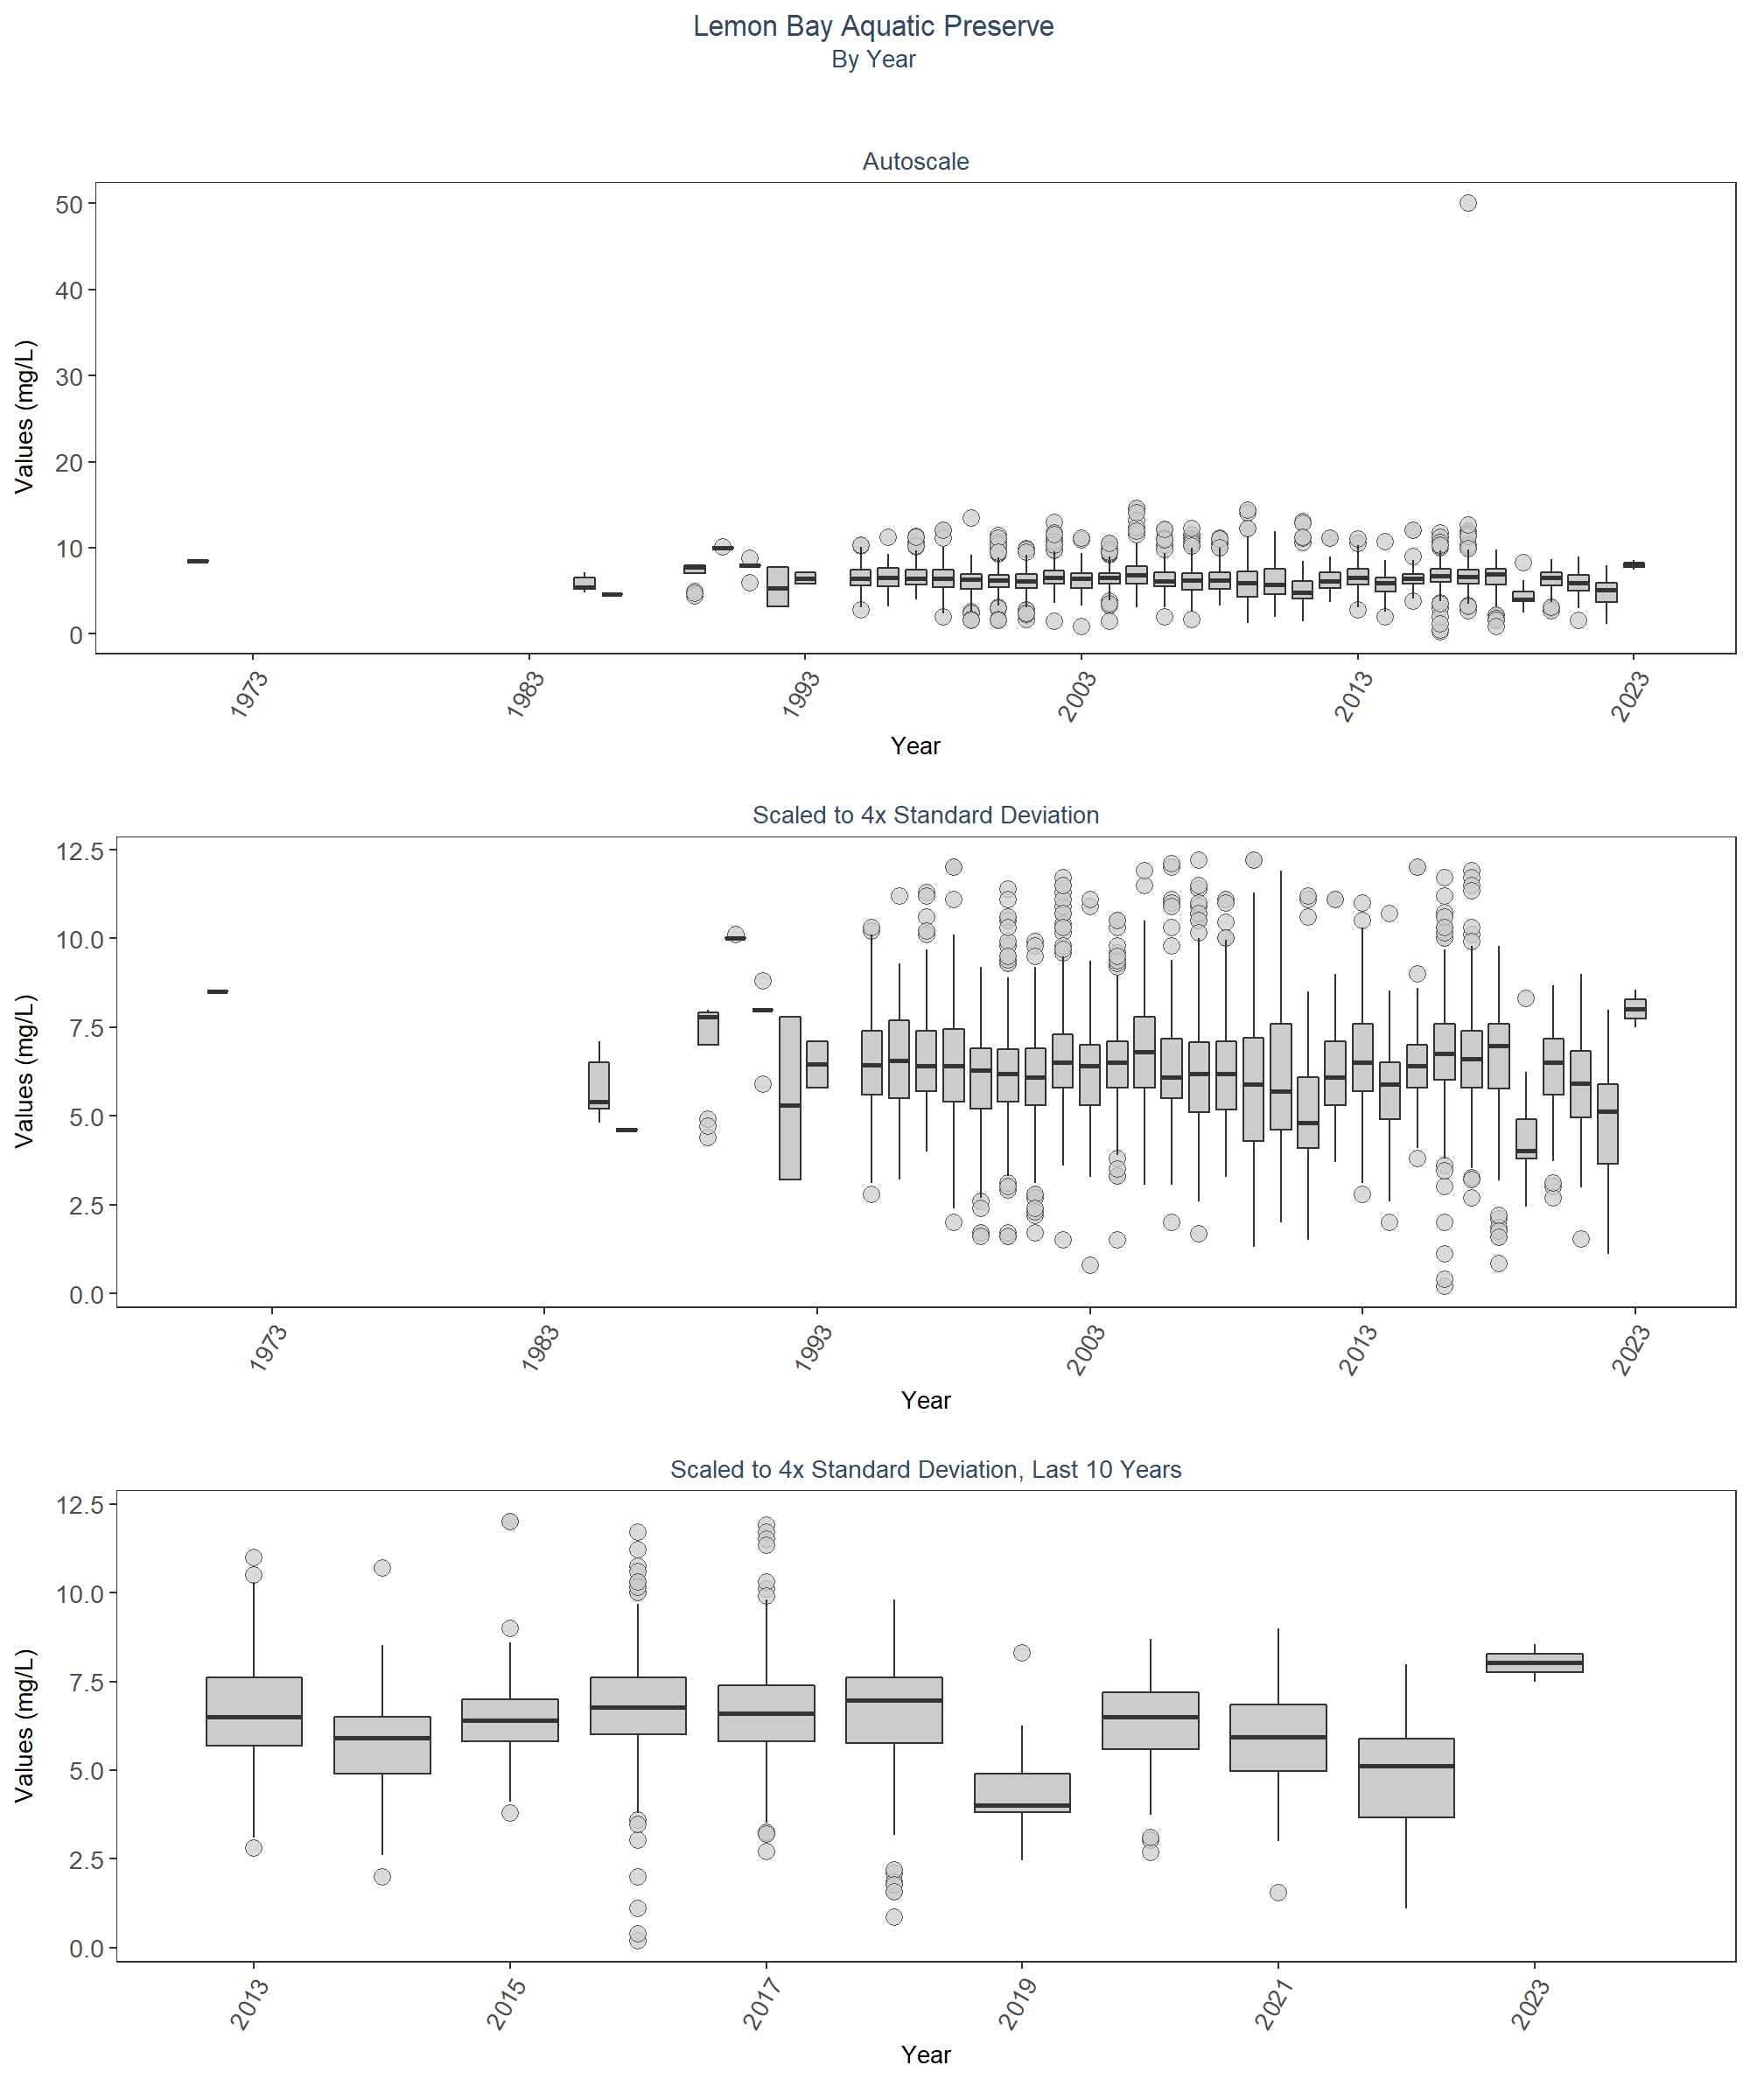 Lemon Bay Aquatic Preserve
By Year
Autoscale
Values (mg/L)
50
40
30
20
10
0
1973 1983 1993 2003 2013 2023
Year
Scaled to 4x Standard Deviation
Values (mg/L)
12.5
10.0
7.5
5.0
2.5
0.0
1973 1983 1993 2003 2013 2023
Year
Scaled to 4x Standard Deviation, Last 10 Years
Values (mg/L)
12.5
10.0
7.5
5.0
2.5
0.0
2013 2015 2017 2019 2021 2023
Year